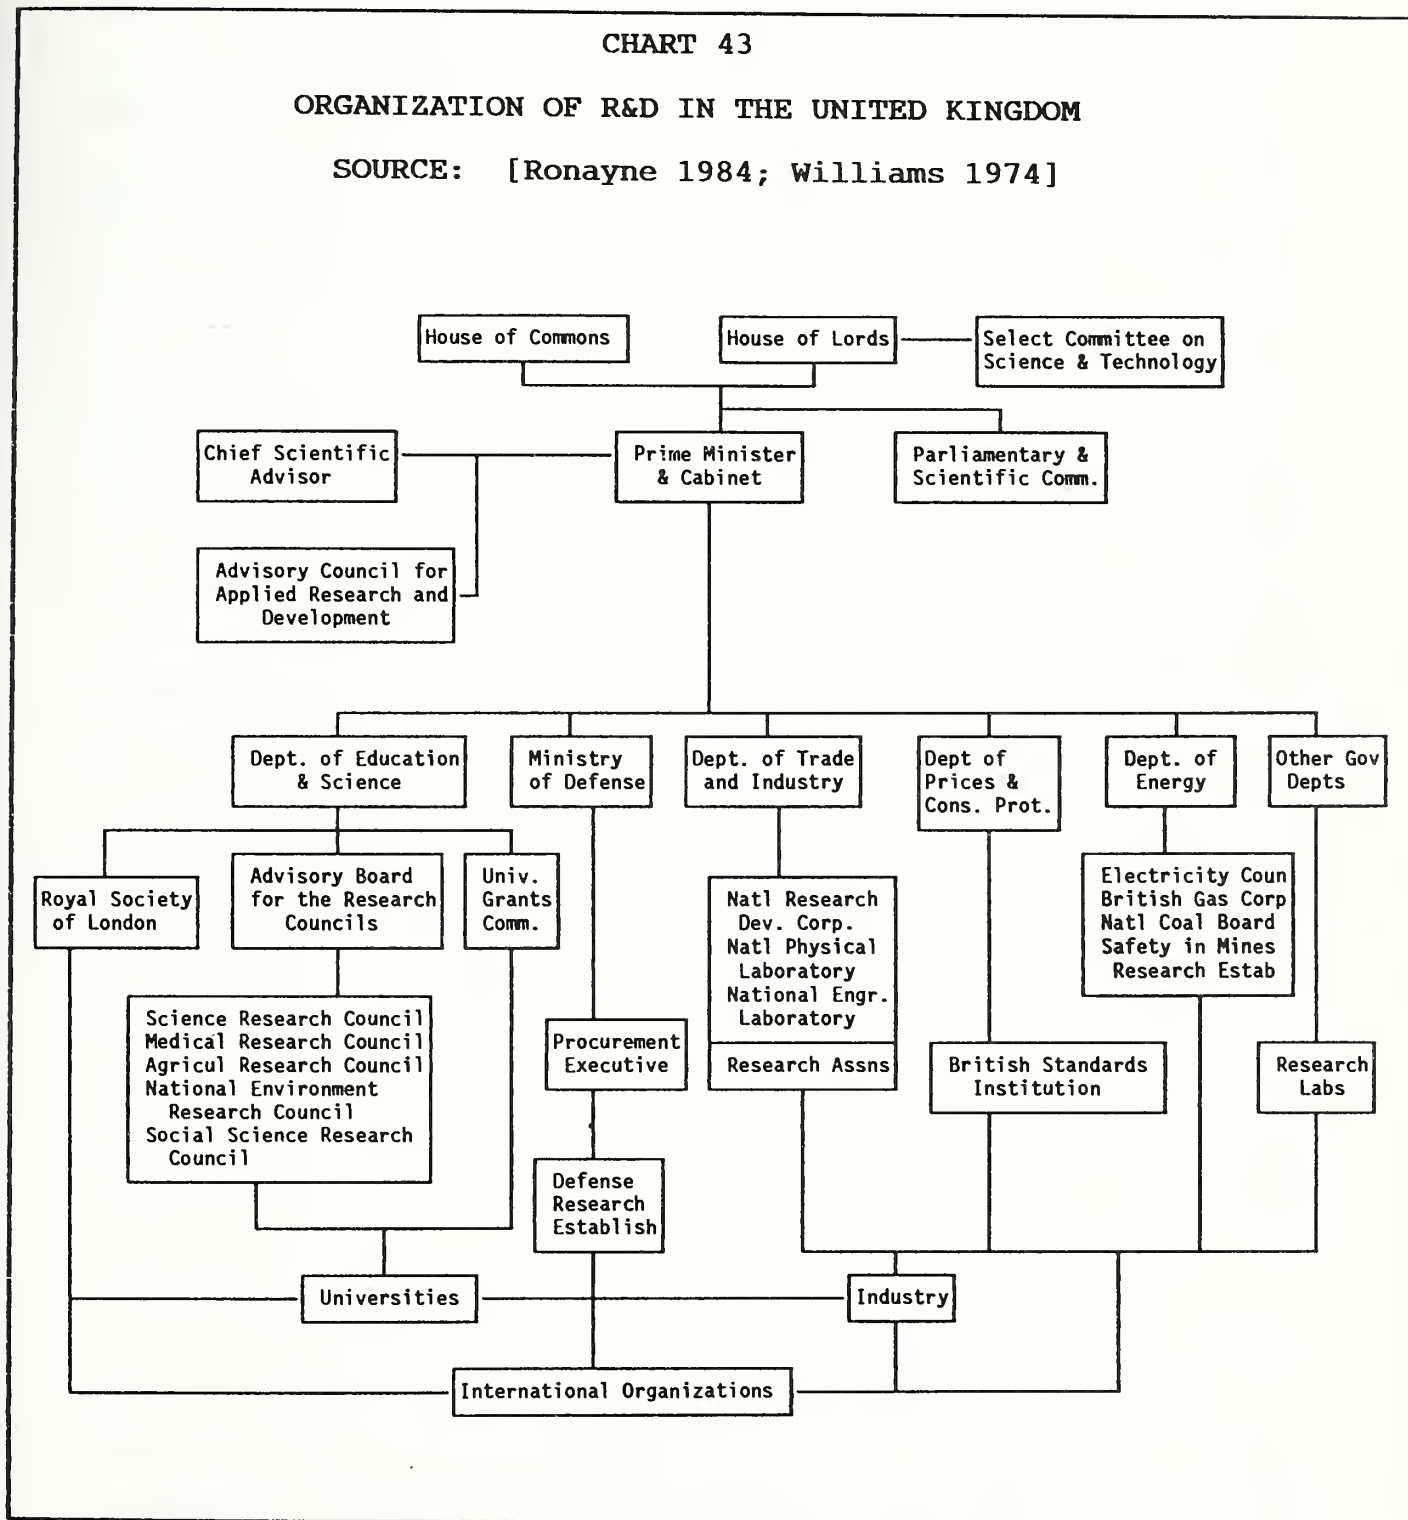 CHART 43
ORGANIZATION OF R&D IN THE UNITED KINGDOM
SOURCE: [Ronayne 1984; Williams 1974]
House of Commons
House of Lords
Select Committee on
Science & Technology
Chief Scientific
Advisor
Prime Minister
& Cabinet
Parliamentary &
Scientific Comm.
Advisory Council for
Applied Research and
Development
Dept. of Education
& Science
Ministry
of Defense
Dept. of Trade
and Industry
Dept of
Prices &
Cons. Prot.
Dept. of
Energy
Other Gov
Depts
Royal Society
of London
Advisory Board
for the Research
Councils
Univ.
Grants
Comm.
Natl Research
Dev. Corp.
Natl Physical
Laboratory
National Engr.
Laboratory
Research Assns
Electricity Coun
British Gas Corp
Natl Coal Board
Safety in Mines
Research Estab
Science Research Council
Medical Research Council
Agricul Research Council
National Environment
Research Council
Social Science Research
Council
Procurement
Executive
British Standards
Institution
Research
Labs
Defense
Research
Establish
Universities
Industry
International Organizations